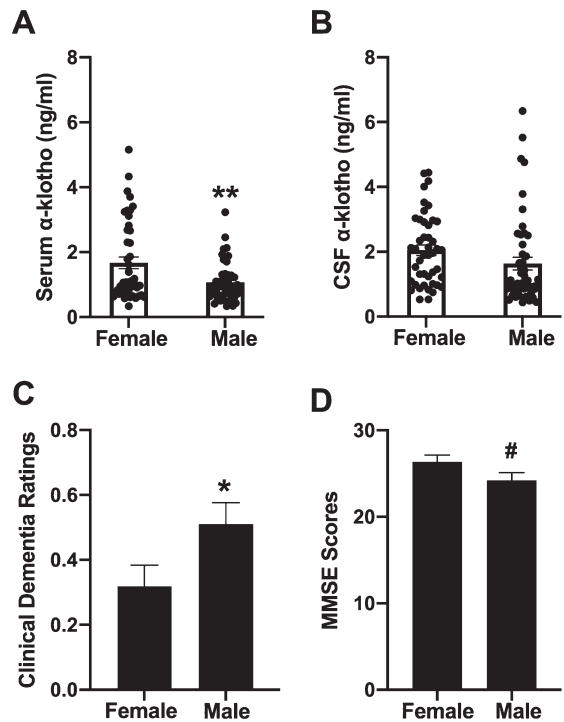 A
Serum α-klotho (ng/ml)
8
6
4
2
0
**
Female
Male
B
CSF α-klotho (ng/ml)
8
6
4
2
0
Female
Male
C
Clinical Dementia Ratings
0.8
0.6
0.4
0.2
0.0
*
Female
Male
D
MMSE Scores
30
20
10
0
#
Female
Male